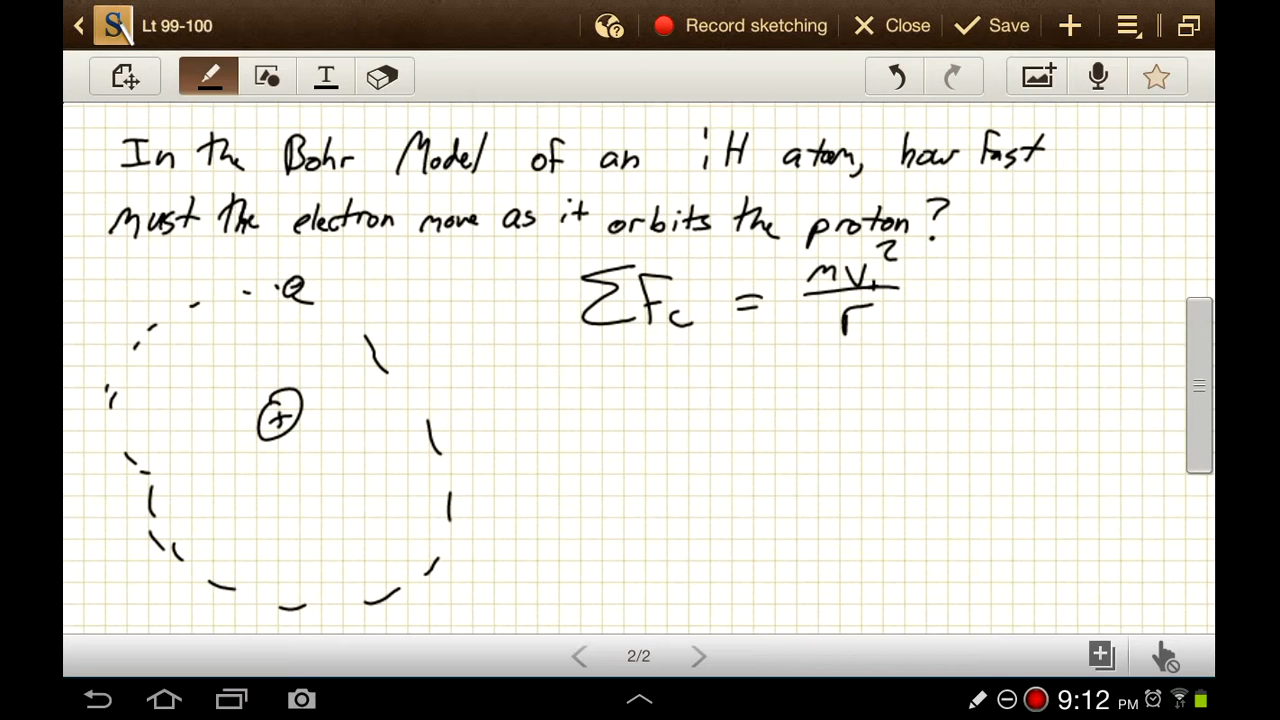 S Lt 99-100 Record sketching Close Save
T
In the Bohr Model of an H atom, how fast
must the electron move as it orbits the proton?
e
ΣFc = mv²/r
+
2/2
9:12 PM